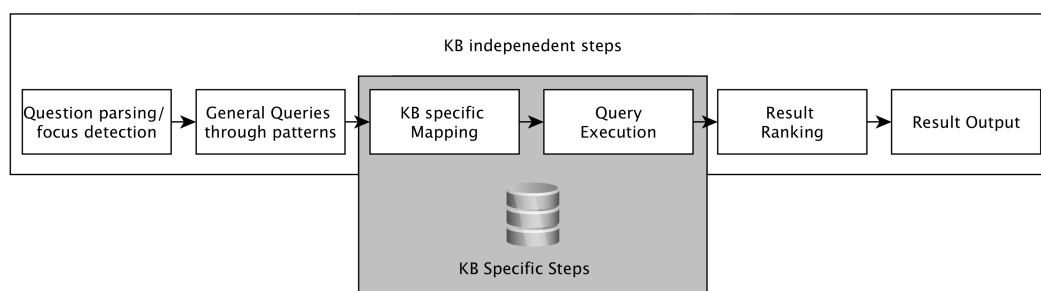 KB indepenedent steps
Question parsing/
focus detection
General Queries
through patterns
KB specific
Mapping
Query
Execution
Result
Ranking
Result Output
KB Specific Steps